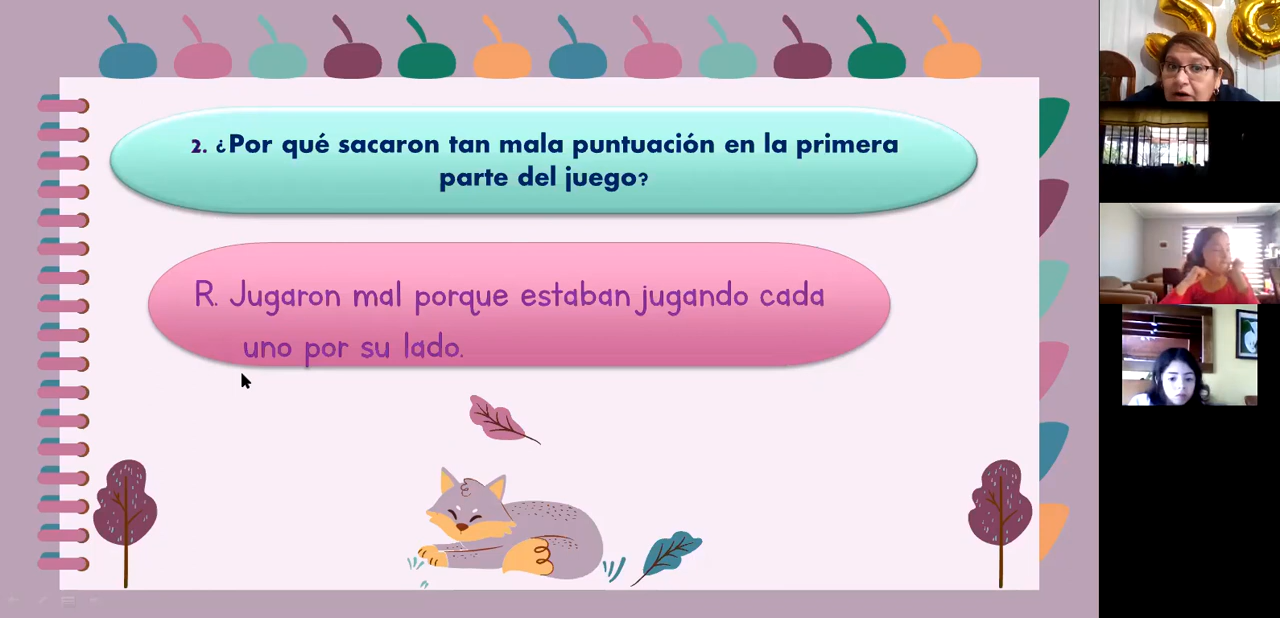 2. ¿Por qué sacaron tan mala puntuación en la primera
parte del juego?
R. Jugaron mal porque estaban jugando cada
uno por su lado.